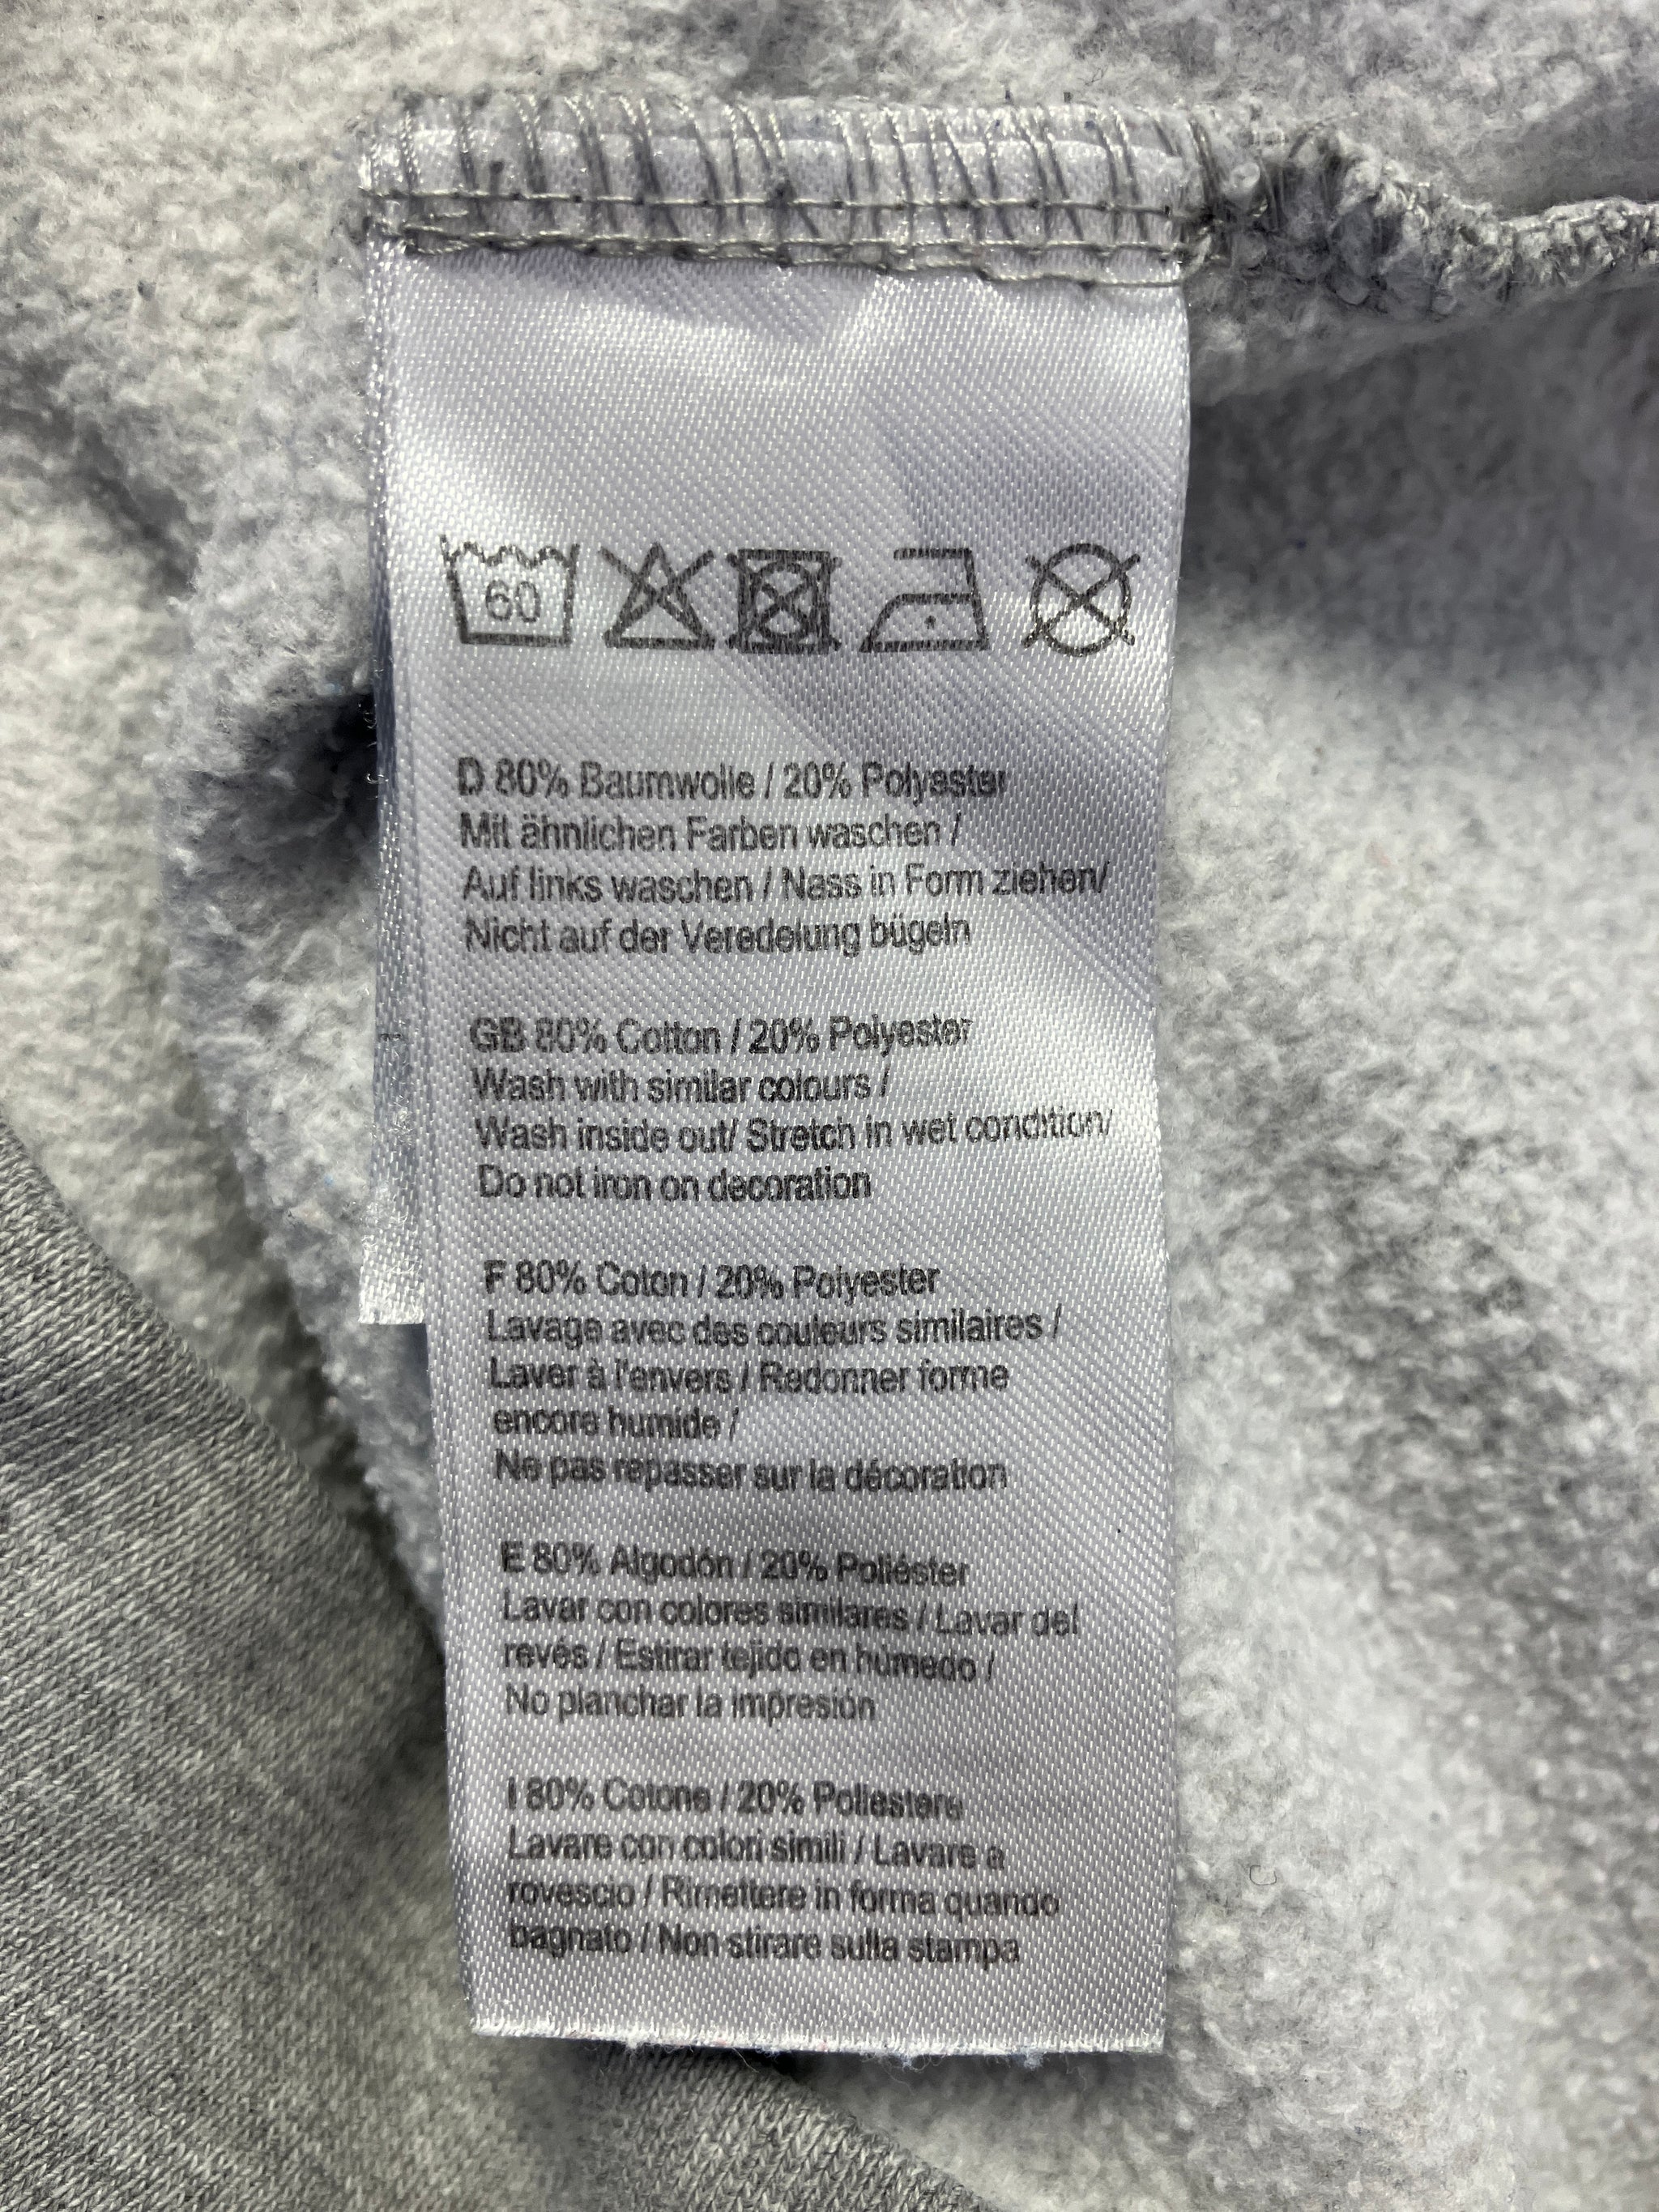 60
D 80% Baumwolle / 20% Polyester
Mit ähnlichen Farben waschen /
Auf links waschen / Nass in Form ziehen/
Nicht auf der Veredelung bügeln
GB 80% Cotton / 20% Polyester
Wash with similar colours /
Wash inside out/ Stretch in wet condition/
Do not iron on decoration
F 80% Coton / 20% Polyester
Lavage avec des couleurs similaires /
Laver à l'envers / Redonner forme
encore humide /
Ne pas repasser sur la décoration
E 80% Algodón / 20% Poliéster
Lavar con colores similares / Lavar del
revés / Estirar tejido en húmedo /
No planchar la impresión
I 80% Cotone / 20% Poliestere
Lavare con colori simili / Lavare a
rovescio / Rimettere in forma quando
bagnato / Non stirare sulla stampa